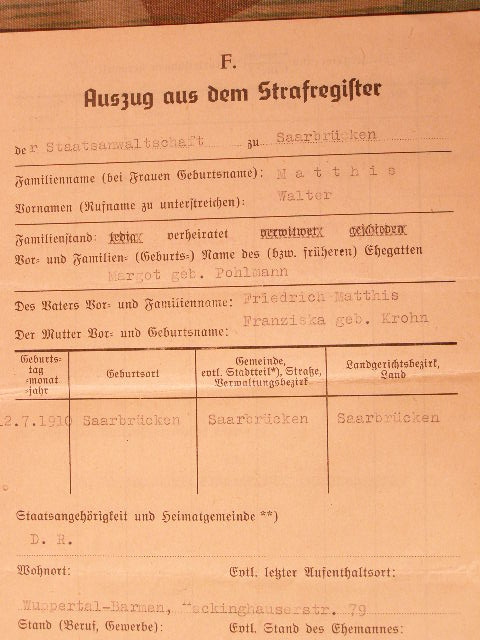 F.
Auszug aus dem Strafregister
der Staatsanwaltschaft zu Saarbrücken
Familienname (bei Frauen Geburtsname): Matthis
Vornamen (Rufname zu unterstreichen): Walter
Familienstand: ledig verheiratet verwitwet geschieden
Vor- und Familien- (Geburts-) Name des (bzw. früheren) Ehegatten
Margot geb. Pohlmann
Des Vaters Vor- und Familienname: Friedrich Matthis
Der Mutter Vor- und Geburtsname: Franziska geb. Krohn
Geburts-
tag
-monat
-jahr
Geburtsort
Gemeinde,
evtl. Stadtteil*), Straße,
Verwaltungsbezirk
Landgerichtsbezirk,
Land
12.7.1910 Saarbrücken Saarbrücken Saarbrücken
Staatsangehörigkeit und Heimatgemeinde **)
D. R.
Wohnort: Evtl. letzter Aufenthaltsort:
Wuppertal-Barmen, 79
Stand (Beruf, Gewerbe): Evtl. Stand des Ehemannes: